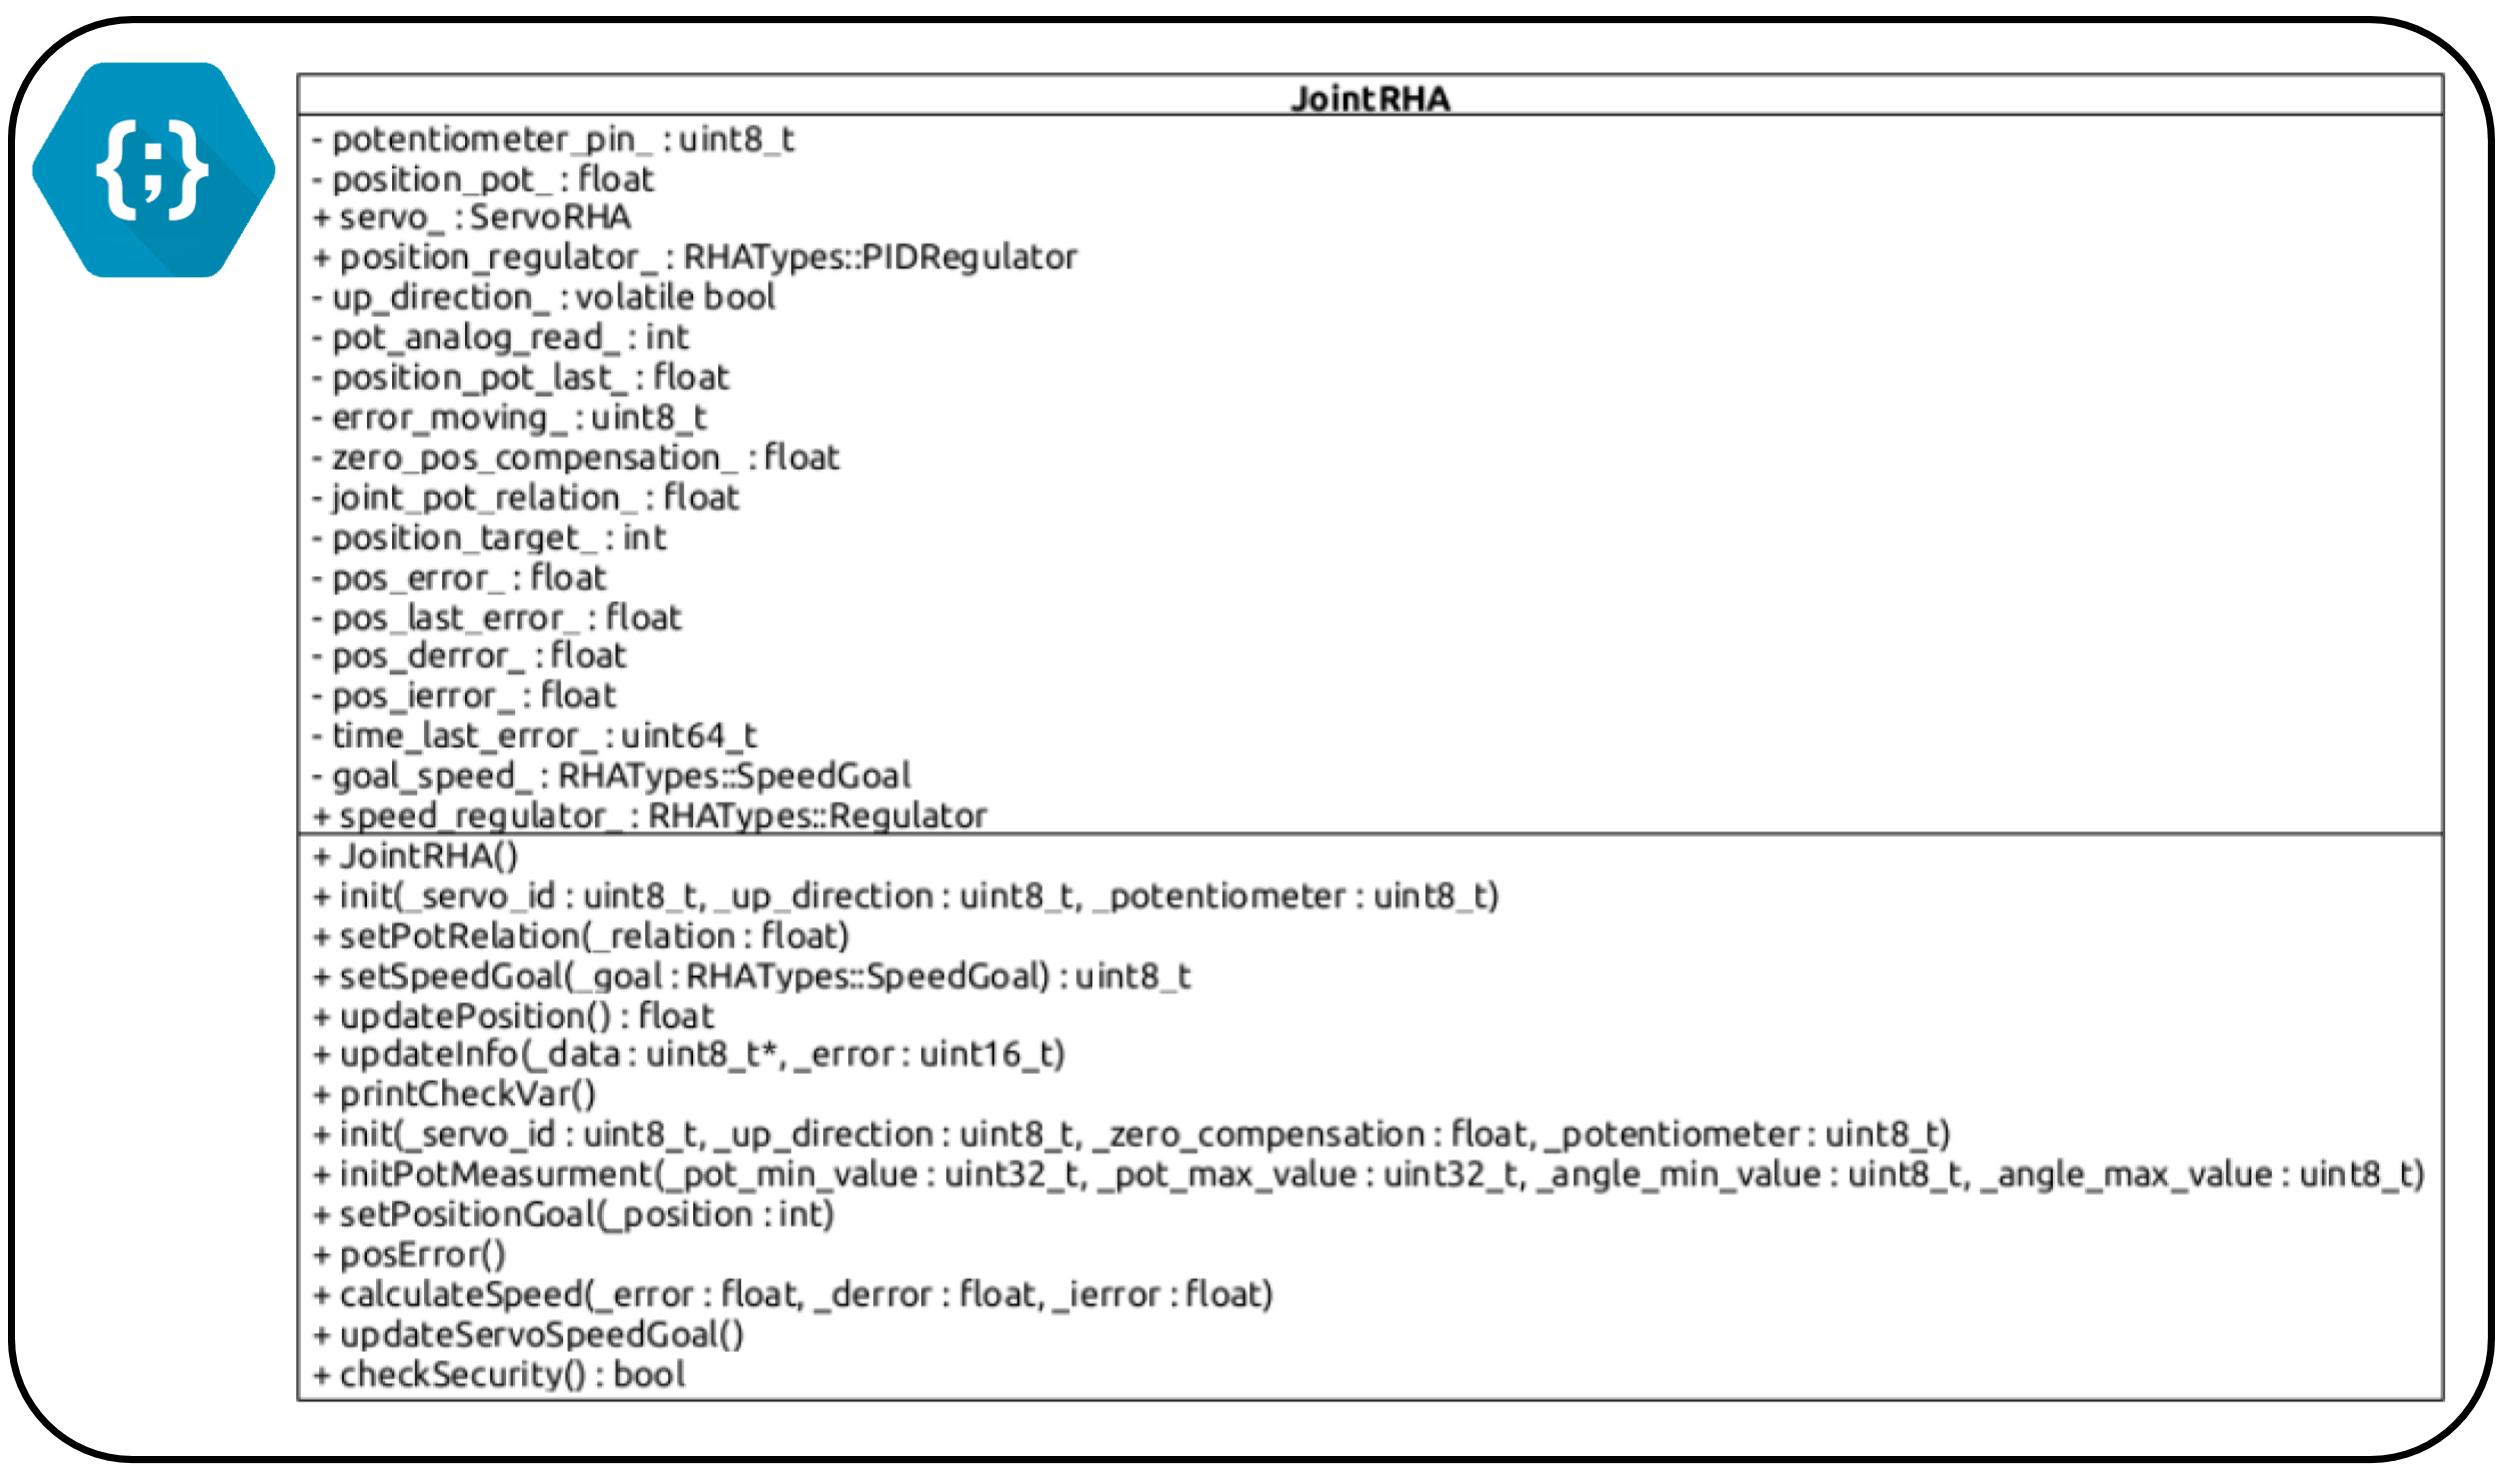 {;}
JointRHA
- potentiometer_pin_ : uint8_t
- position_pot_ : float
+ servo_ : ServoRHA
+ position_regulator_ : RHATypes::PIDRegulator
- up_direction_ : volatile bool
- pot_analog_read_ : int
- position_pot_last_ : float
- error_moving_ : uint8_t
- zero_pos_compensation_ : float
- joint_pot_relation_ : float
- position_target_ : int
- pos_error_ : float
- pos_last_error_ : float
- pos_derror_ : float
- pos_ierror_ : float
- time_last_error_ : uint64_t
- goal_speed_ : RHATypes::SpeedGoal
+ speed_regulator_ : RHATypes::Regulator
+ JointRHA()
+ init(_servo_id : uint8_t, _up_direction : uint8_t, _potentiometer : uint8_t)
+ setPotRelation(_relation : float)
+ setSpeedGoal(_goal : RHATypes::SpeedGoal) : uint8_t
+ updatePosition() : float
+ updateInfo(_data : uint8_t*, _error : uint16_t)
+ printCheckVar()
+ init(_servo_id : uint8_t, _up_direction : uint8_t, _zero_compensation : float, _potentiometer : uint8_t)
+ initPotMeasurment(_pot_min_value : uint32_t, _pot_max_value : uint32_t, _angle_min_value : uint8_t, _angle_max_value : uint8_t)
+ setPositionGoal(_position : int)
+ posError()
+ calculateSpeed(_error : float, _derror : float, _ierror : float)
+ updateServoSpeedGoal()
+ checkSecurity() : bool